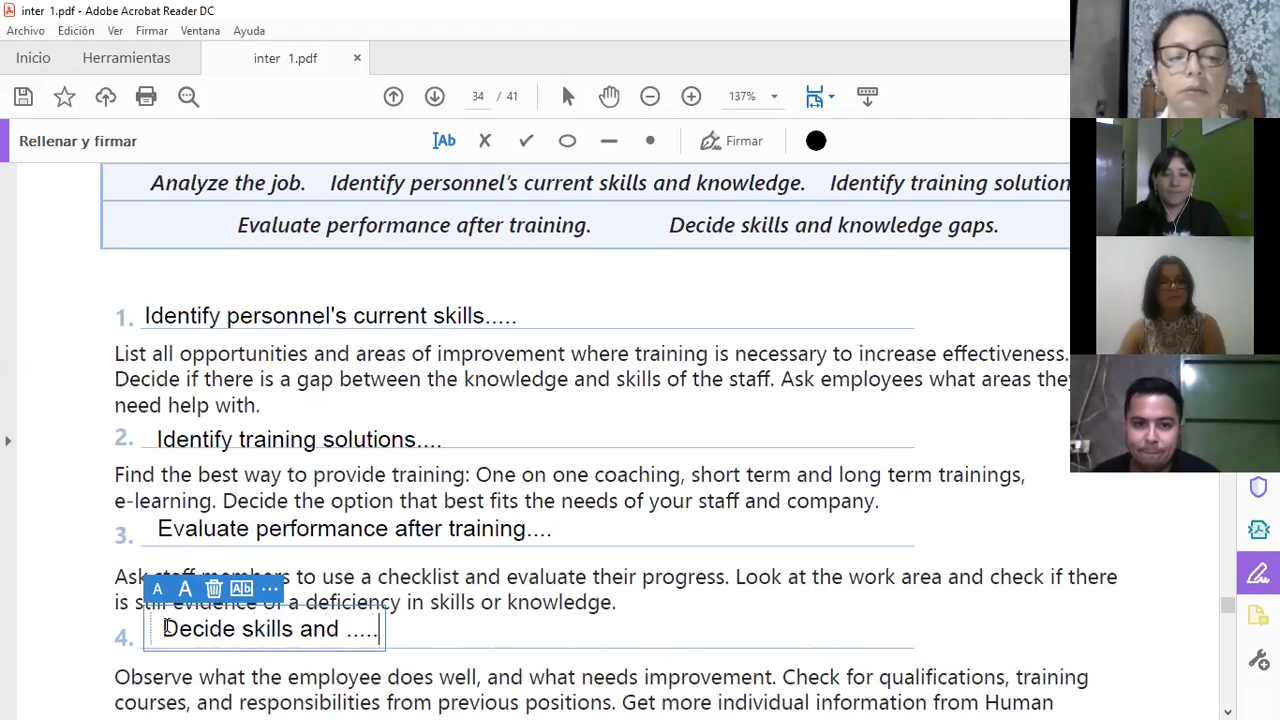 inter 1.pdf - Adobe Acrobat Reader DC
Archivo Edición Ver Firmar Ventana Ayuda
Inicio Herramientas inter 1.pdf ×
34 / 41 137%
Rellenar y firmar Ab Firmar
Analyze the job. Identify personnel's current skills and knowledge. Identify training solution
Evaluate performance after training. Decide skills and knowledge gaps.
1. Identify personnel's current skills.....
List all opportunities and areas of improvement where training is necessary to increase effectiveness.
Decide if there is a gap between the knowledge and skills of the staff. Ask employees what areas they
need help with.
2. Identify training solutions....
Find the best way to provide training: One on one coaching, short term and long term trainings,
e-learning. Decide the option that best fits the needs of your staff and company.
3. Evaluate performance after training....
Ask staff members to use a checklist and evaluate their progress. Look at the work area and check if there
A A Ab ...
is still evidence of a deficiency in skills or knowledge.
4. Decide skills and .....
Observe what the employee does well, and what needs improvement. Check for qualifications, training
courses, and responsibilities from previous positions. Get more individual information from Human